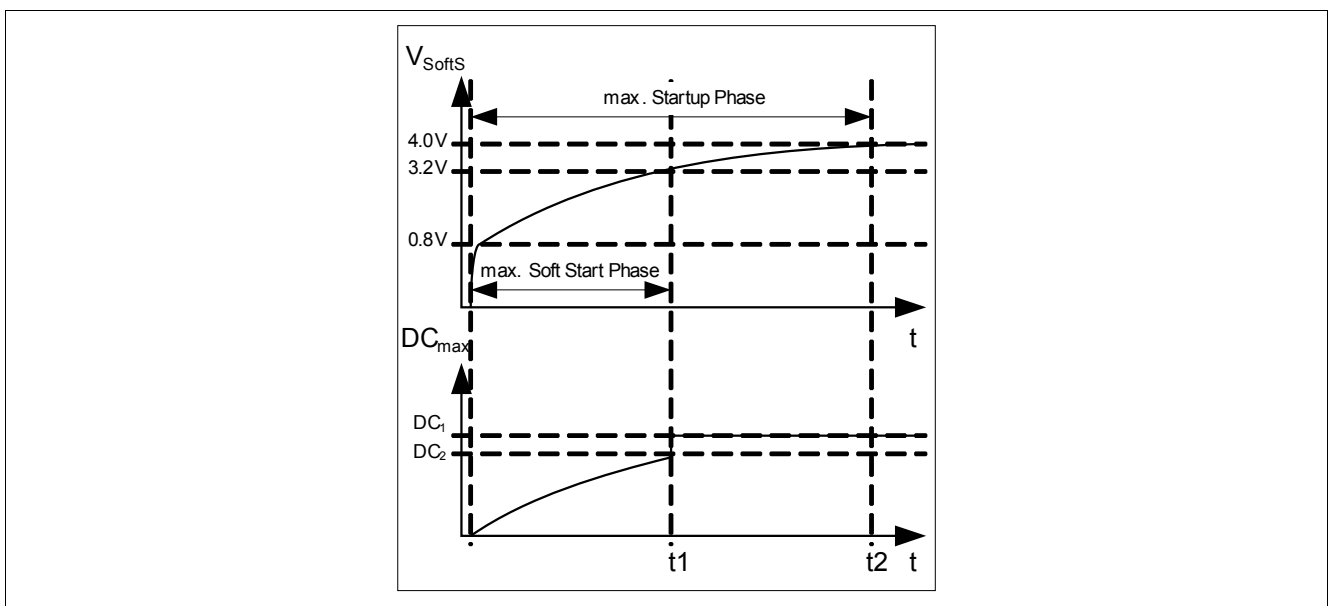 V_SoftS
max. Startup Phase
4.0V
3.2V
0.8V
max. Soft Start Phase
t
DC_max
DC_1
DC_2
t1
t2
t